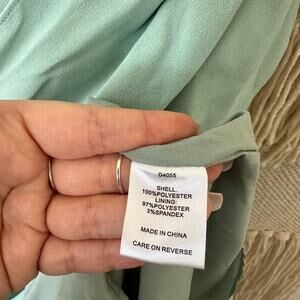 D4055
SHELL:
100%POLYESTER
LINING:
97%POLYESTER
3%SPANDEX
MADE IN CHINA
CARE ON REVERSE